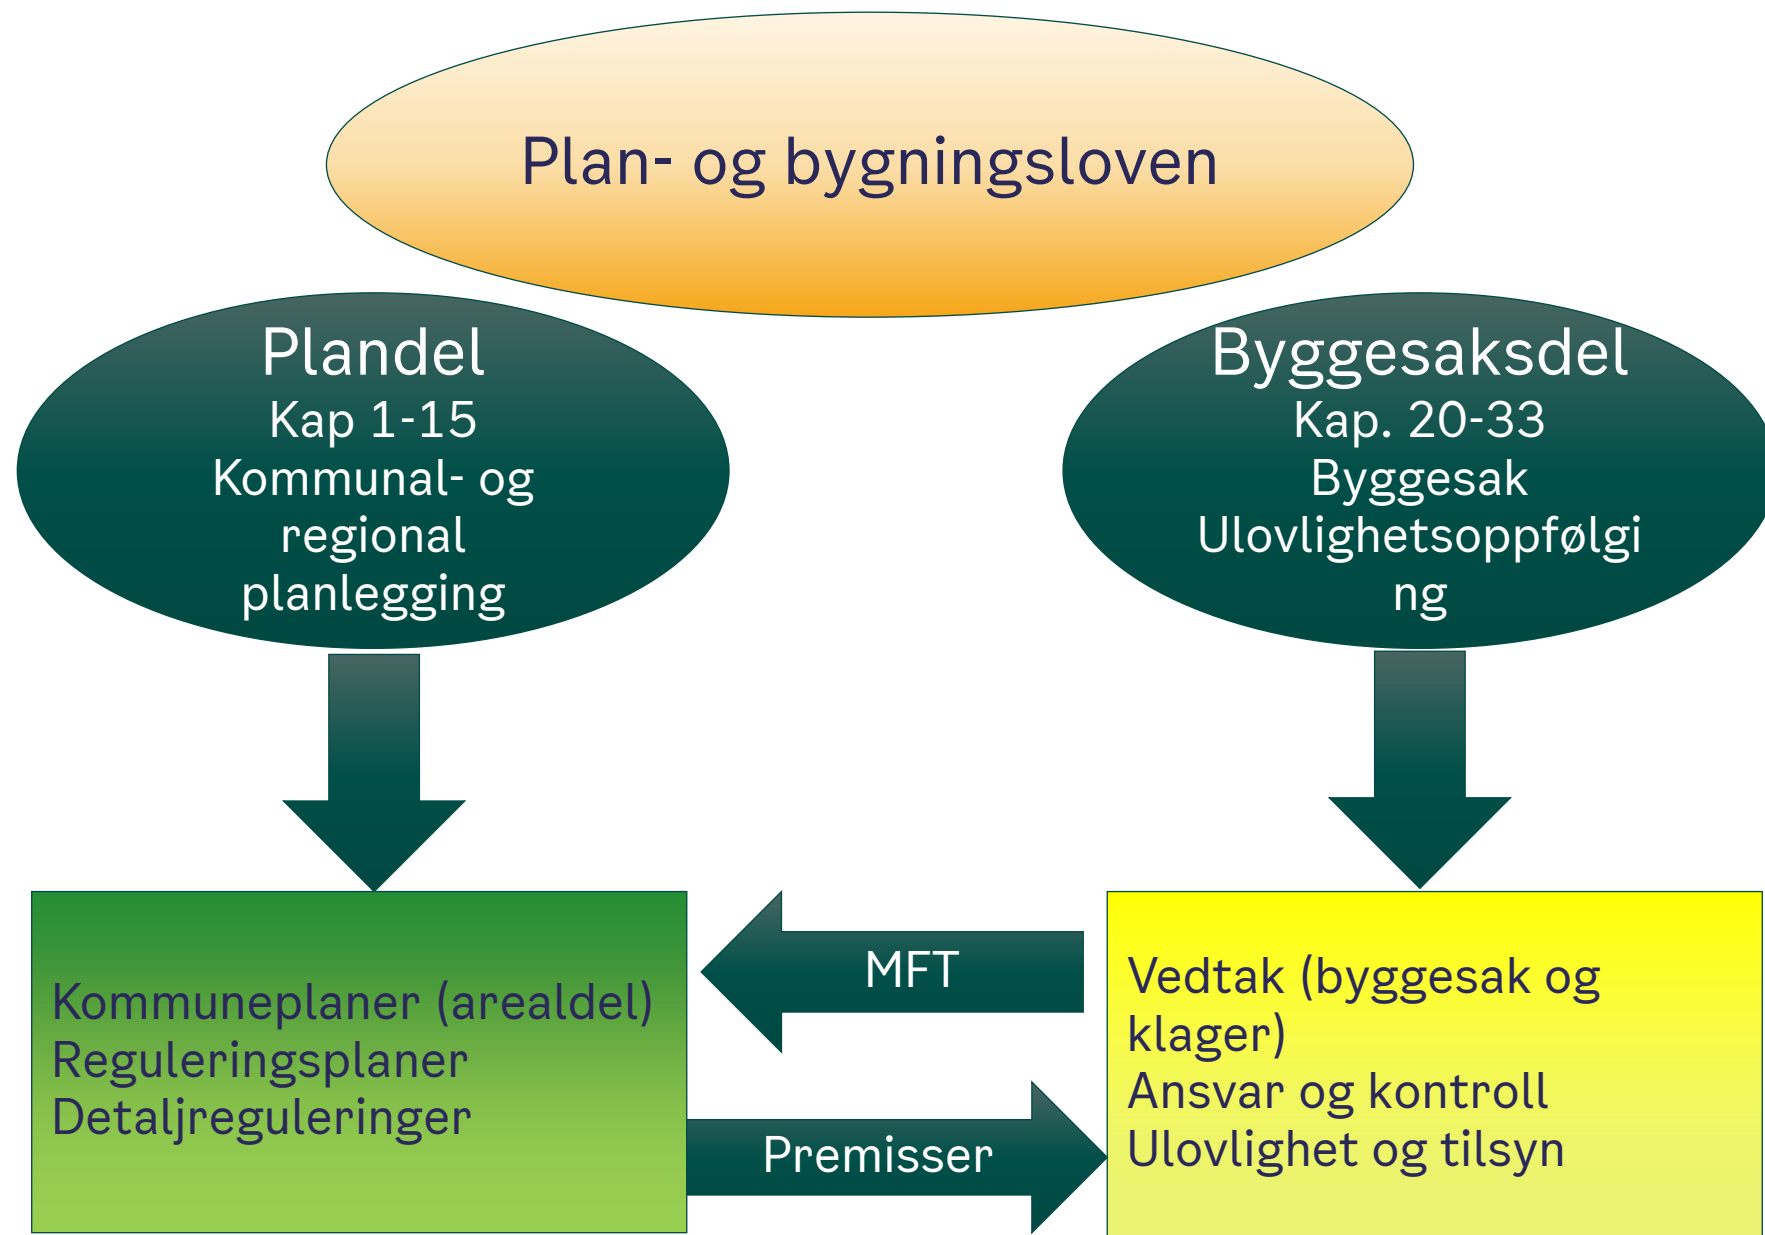 Plan- og bygningsloven
Plandel
Kap 1-15
Kommunal- og
regional
planlegging
Byggesaksdel
Kap. 20-33
Byggesak
Ulovlighetsoppfølgi
ng
Kommuneplaner (arealdel)
Reguleringsplaner
Detaljreguleringer
MFT
Premisser
Vedtak (byggesak og
klager)
Ansvar og kontroll
Ulovlighet og tilsyn